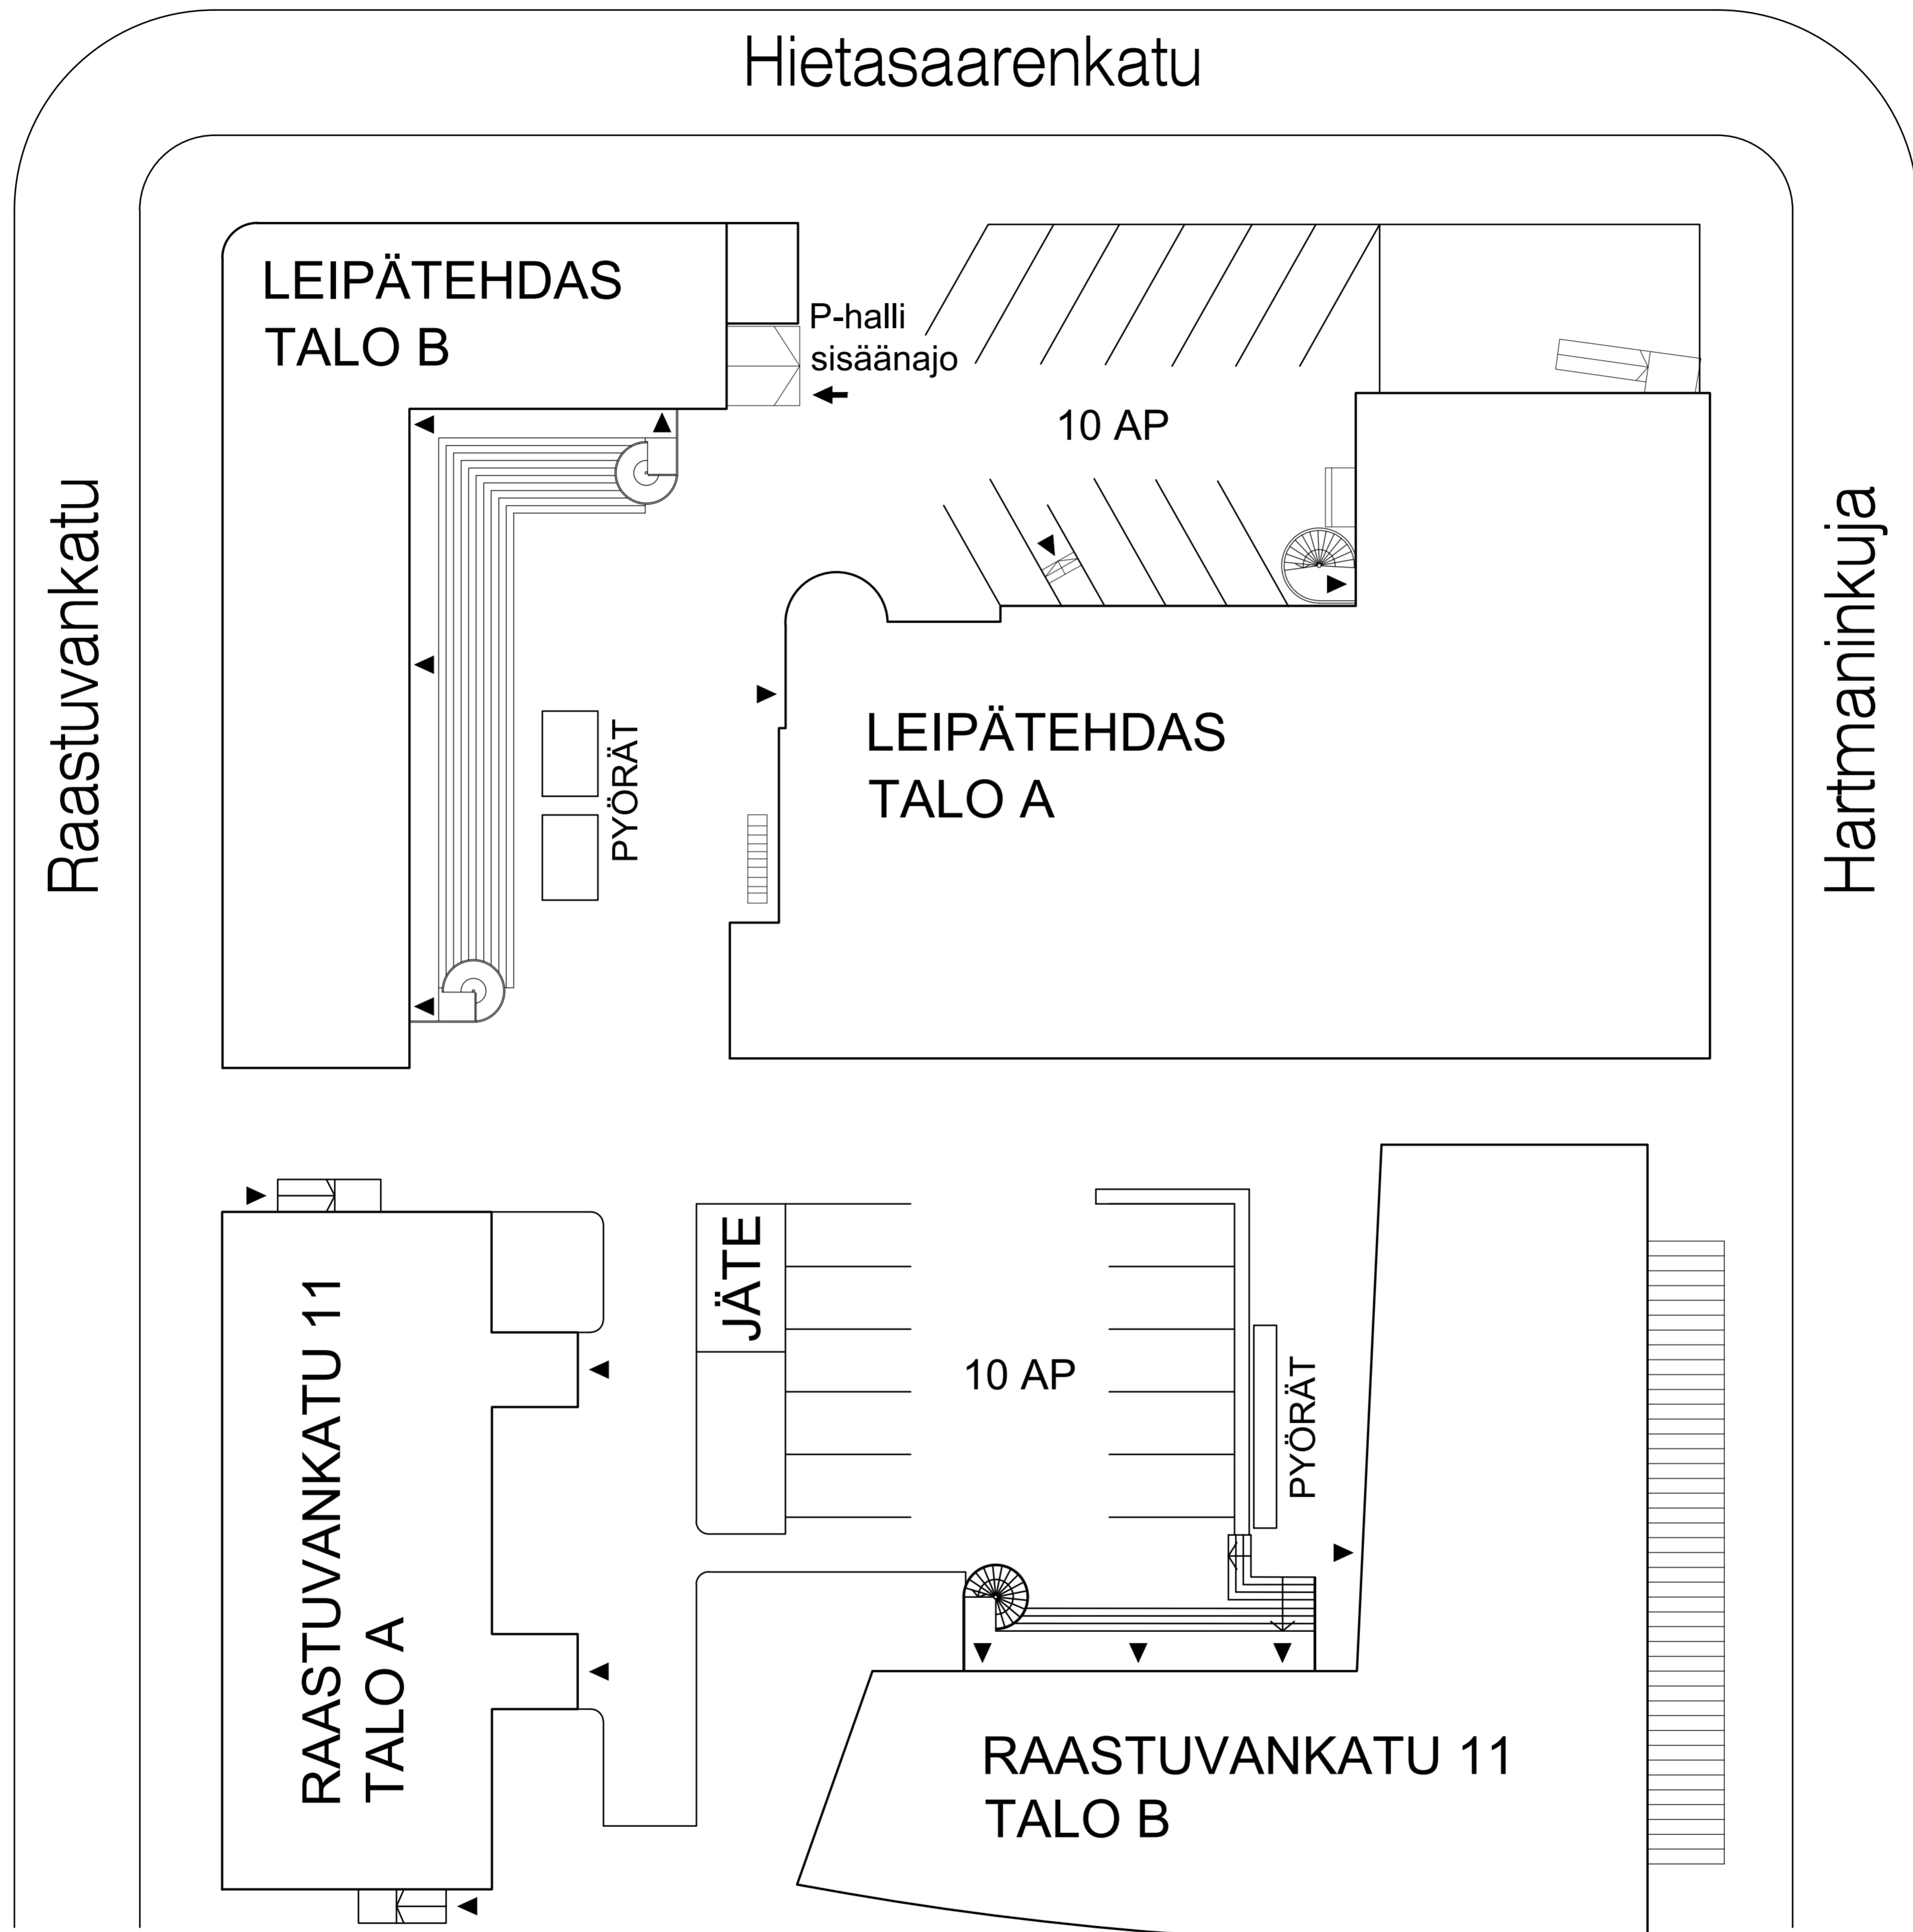 Hietasaarenkatu
LEIPÄTEHDAS
TALO B
P-halli
sisäänajo
10 AP
Raastuvankatu
Hartmaninkuja
PYÖRÄT
LEIPÄTEHDAS
TALO A
JÄTE
RAASTUVANKATU 11
TALO A
10 AP
PYÖRÄT
RAASTUVANKATU 11
TALO B